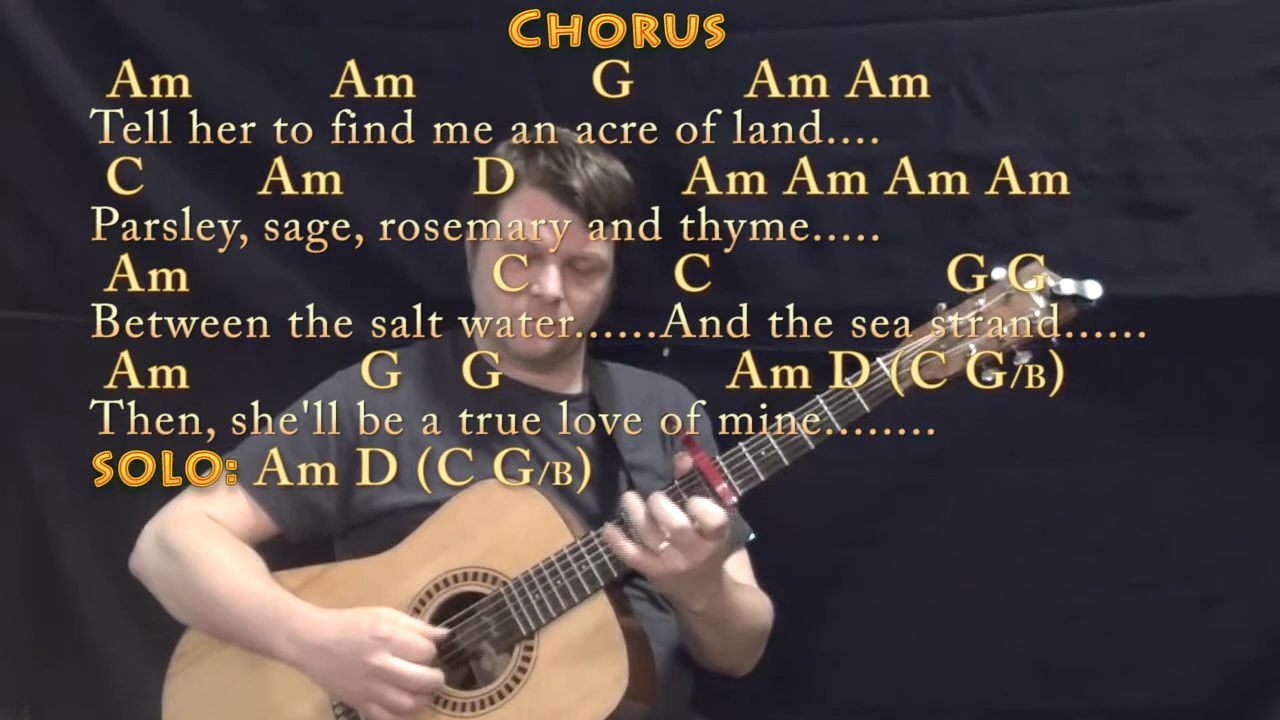 CHORUS
Am Am G Am Am
Tell her to find me an acre of land....
C Am D Am Am Am Am
Parsley, sage, rosemary and thyme.....
Am C C G G
Between the salt water......And the sea strand......
Am G G Am D (C G/B)
Then, she'll be a true love of mine........
SOLO: Am D (C G/B)